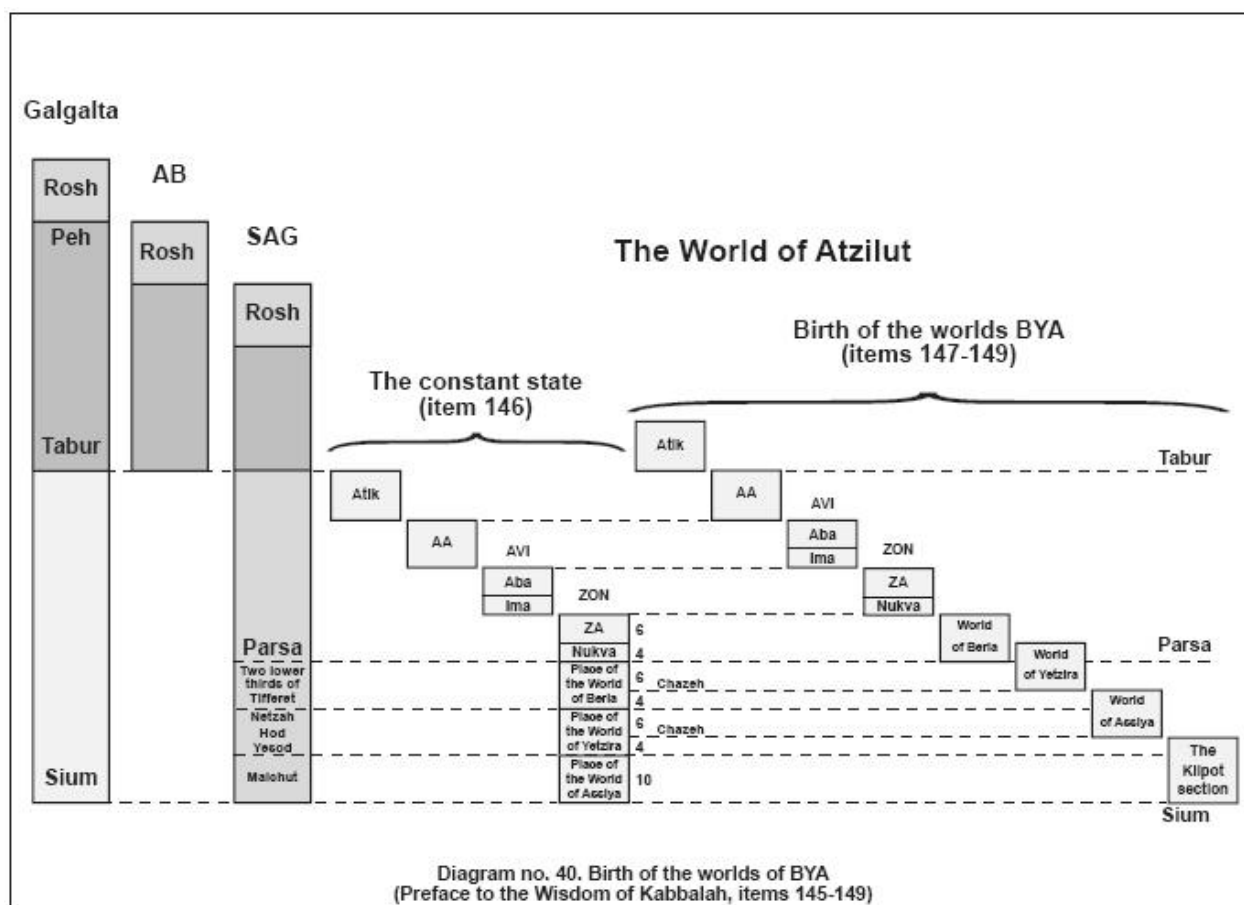 Galgalta
Rosh
Peh
Tabur
Parsa
Sium
AB
Rosh
SAG
Rosh
Two lower
thirds of
Tifferet
Netzah
Hod
Yesod
Malchut
The World of Atzilut
The constant state
(item 146)
Atik
AA
AVI
Aba
Ima
ZON
ZA
Nukva
Place of
the World
of Beria
Place of
the World
of Yetzira
Place of
the World
of Assiya
6
4
6
4
6
4
10
Chazeh
Chazeh
Birth of the worlds BYA
(items 147-149)
Atik
AA
AVI
Aba
Ima
ZON
ZA
Nukva
World
of Beria
World
of Yetzira
World
of Assiya
The
Klipot
section
Tabur
Parsa
Sium
Diagram no. 40. Birth of the worlds of BYA
(Preface to the Wisdom of Kabbalah, items 145-149)